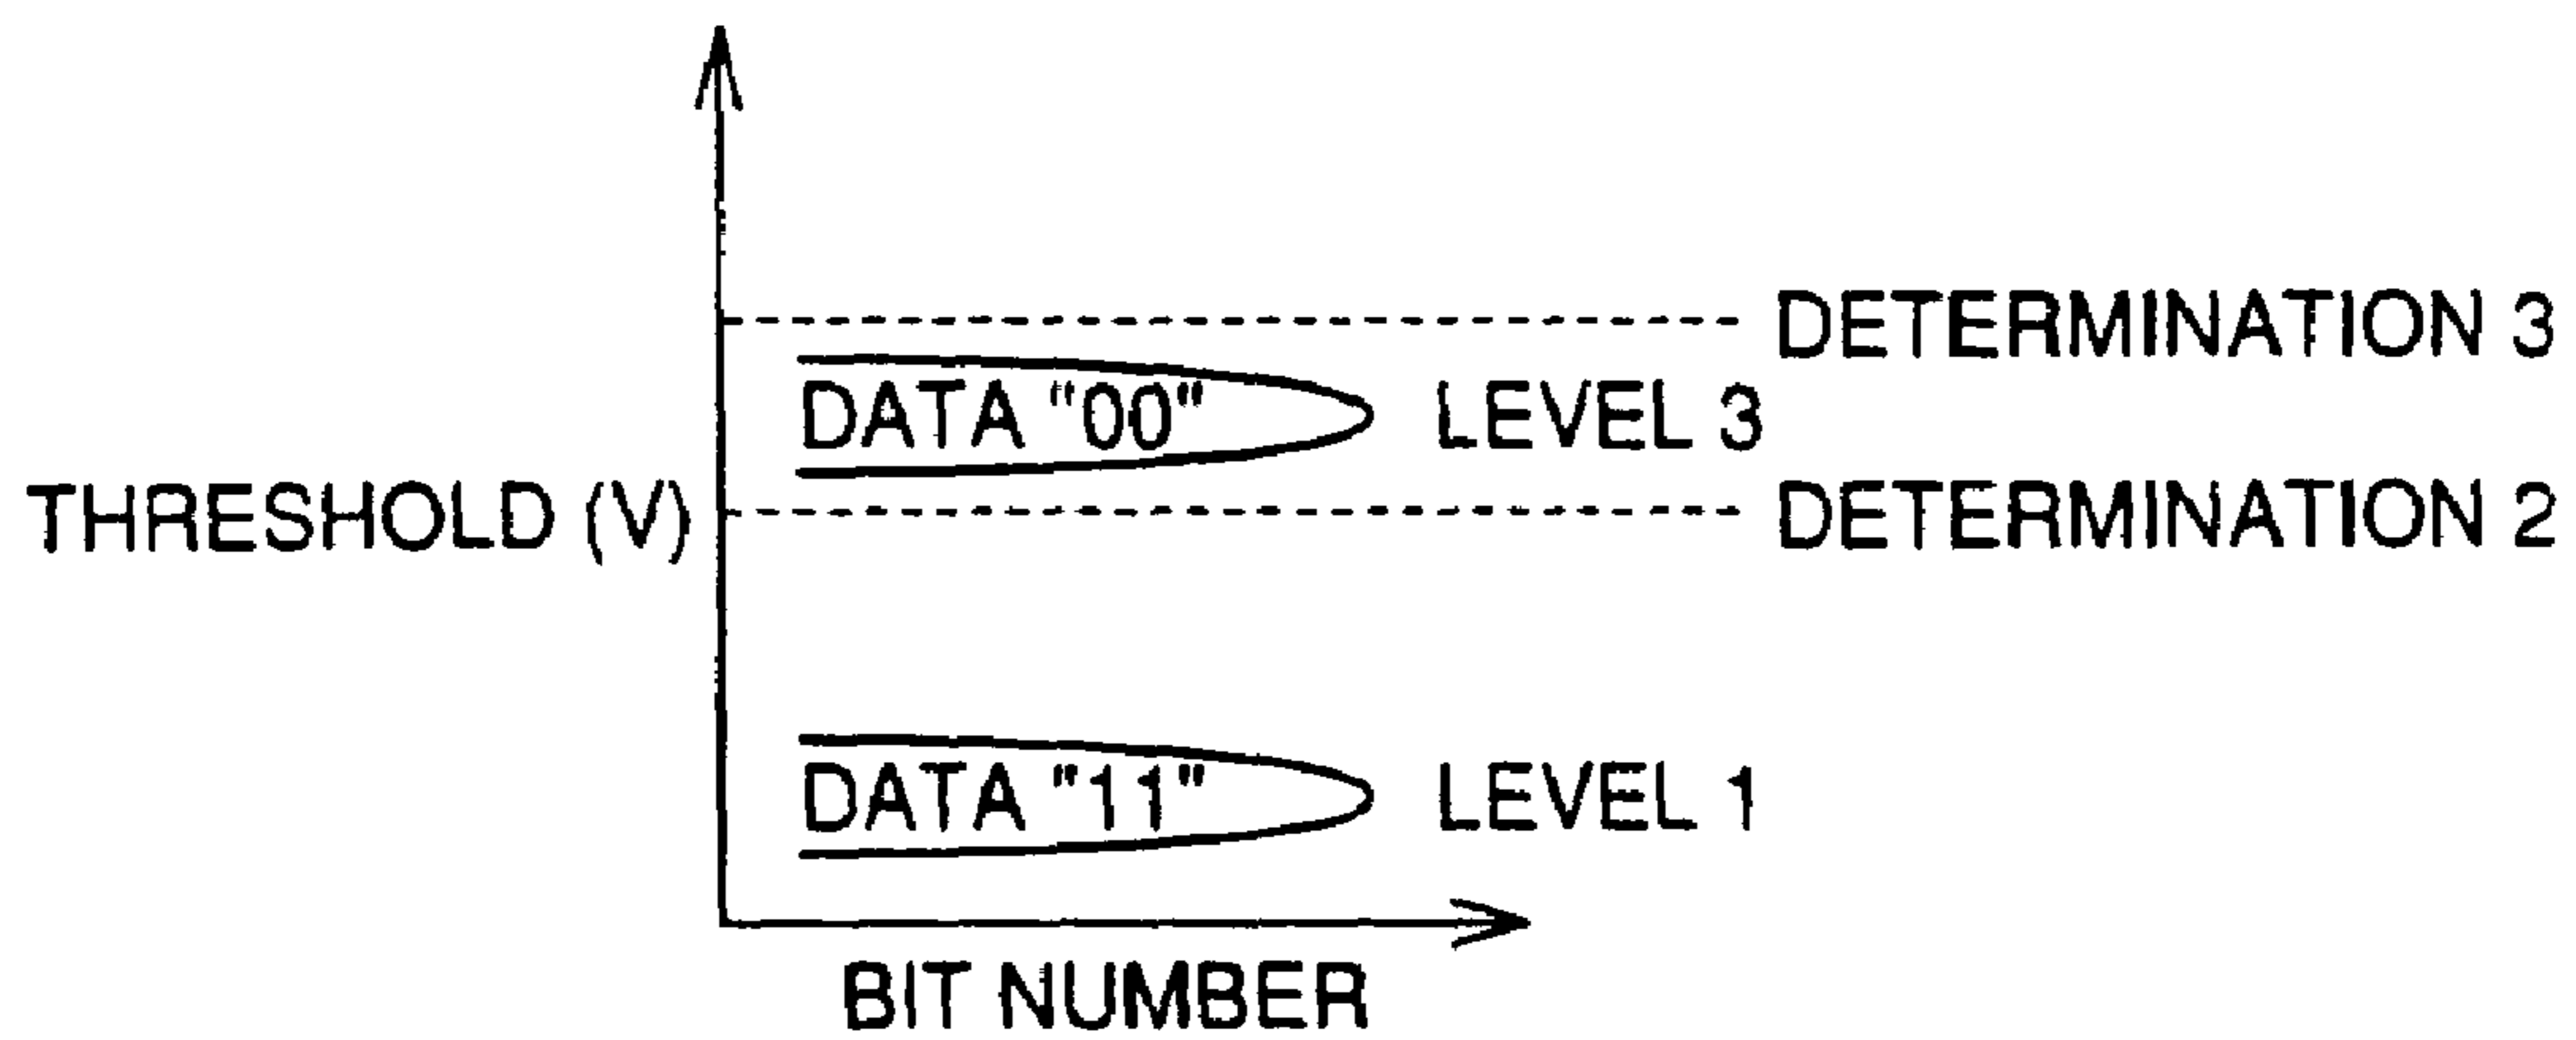 DETERMINATION 3
DATA "00" LEVEL 3
THRESHOLD (V) DETERMINATION 2
DATA "11" LEVEL 1
BIT NUMBER